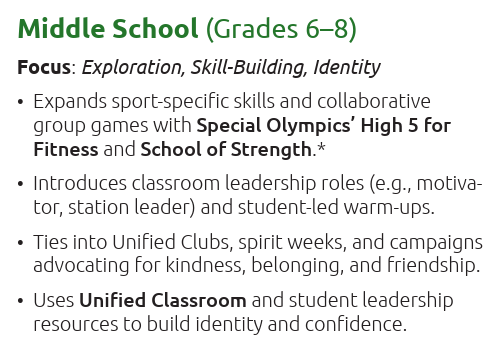 Middle School (Grades 6–8)
Focus: Exploration, Skill-Building, Identity
• Expands sport-specific skills and collaborative
group games with Special Olympics’ High 5 for
Fitness and School of Strength.*
• Introduces classroom leadership roles (e.g., motiva-
tor, station leader) and student-led warm-ups.
• Ties into Unified Clubs, spirit weeks, and campaigns
advocating for kindness, belonging, and friendship.
• Uses Unified Classroom and student leadership
resources to build identity and confidence.